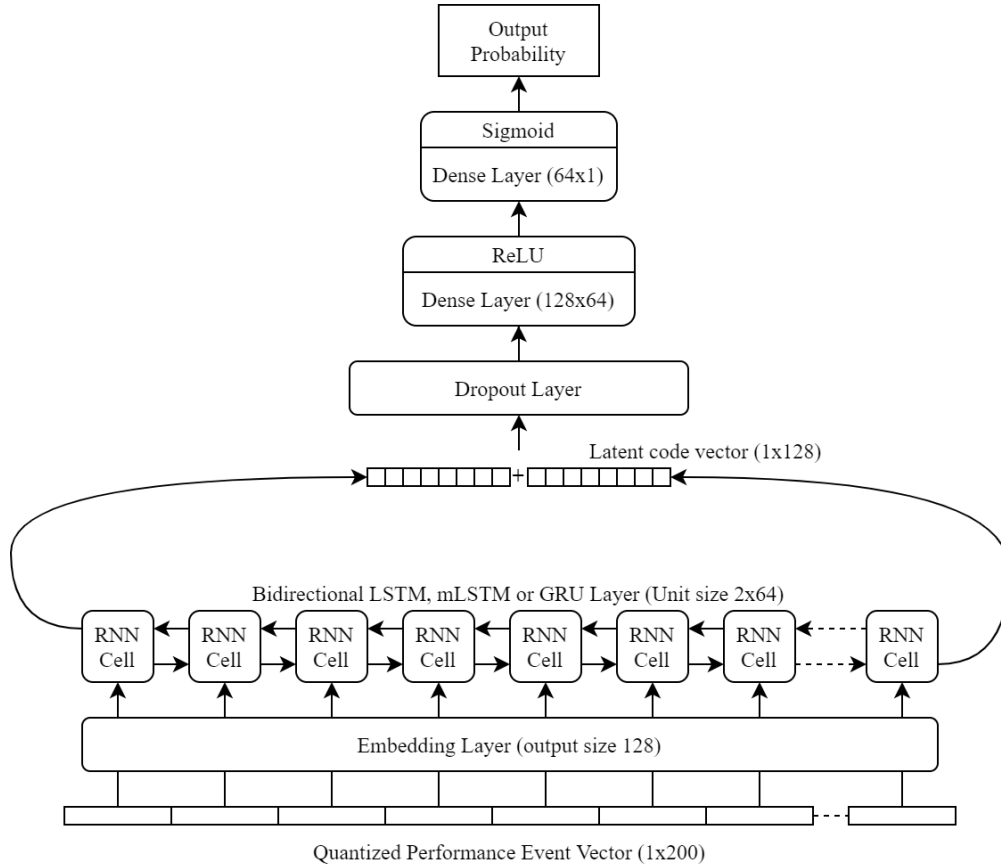 Output
Probability
Sigmoid
Dense Layer (64x1)
ReLU
Dense Layer (128x64)
Dropout Layer
Latent code vector (1x128)
+
Bidirectional LSTM, mLSTM or GRU Layer (Unit size 2x64)
RNN RNN RNN RNN RNN RNN RNN RNN
Cell Cell Cell Cell Cell Cell Cell Cell
Embedding Layer (output size 128)
Quantized Performance Event Vector (1x200)